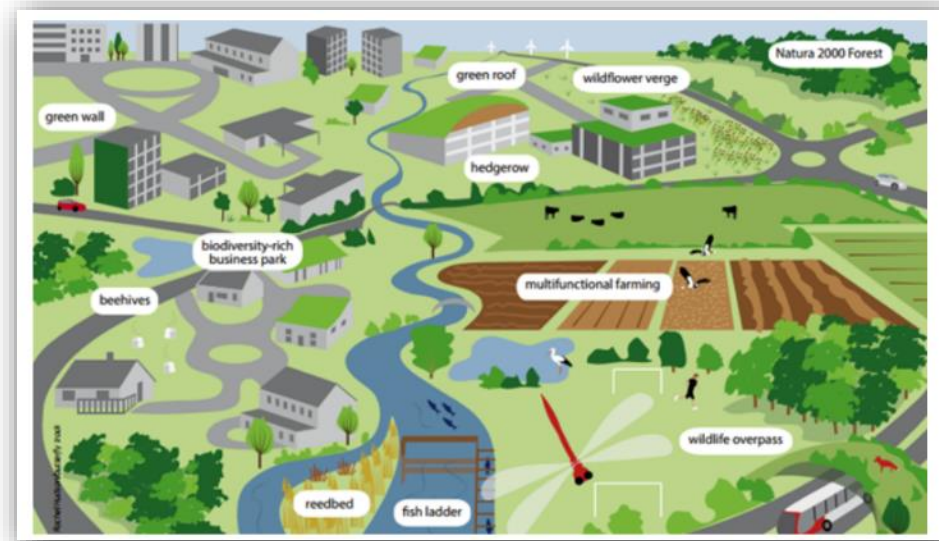 Natura 2000 Forest
green roof
wildflower verge
green wall
hedgerow
biodiversity-rich
business park
multifunctional farming
beehives
wildlife overpass
reedbed
fish ladder